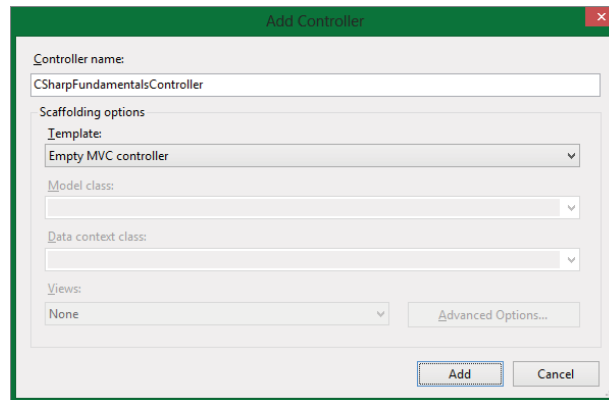 Add Controller
Controller name:
CSharpFundamentalsController
Scaffolding options
Template:
Empty MVC controller
Model class:
Data context class:
Views:
None
Advanced Options...
Add
Cancel